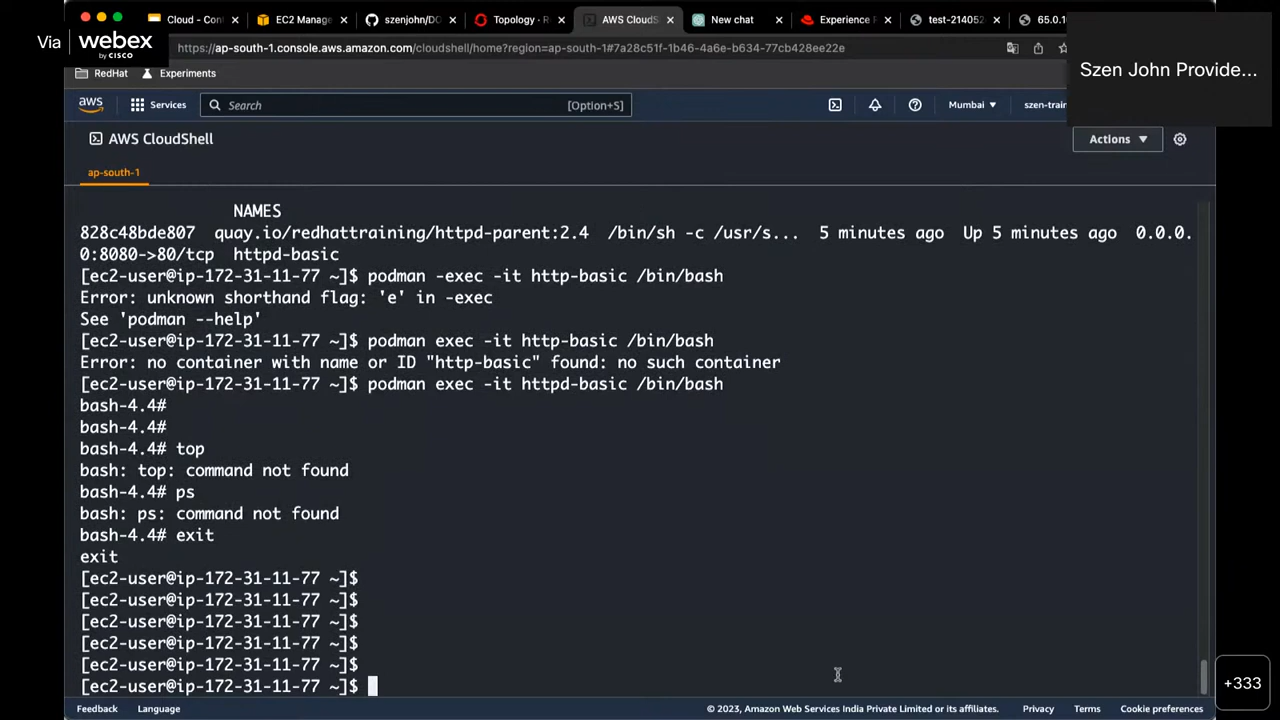 Via webex
by CISCO
Cloud - Con
EC2 Manage
szenjohn/DO
Topology - R
AWS CloudS
New chat
Experience F
test-214052
65.0.1
https://ap-south-1.console.aws.amazon.com/cloudshell/home?region=ap-south-1#7a28c51f-1b46-4a6e-b634-77cb428ee22e
RedHat
Experiments
Szen John Provide...
aws
Services
Search
[Option+S]
Mumbai
szen-train
AWS CloudShell
Actions
ap-south-1
NAMES
828c48bde807 quay.io/redhattraining/httpd-parent:2.4 /bin/sh -c /usr/s... 5 minutes ago Up 5 minutes ago 0.0.0.
0:8080->80/tcp httpd-basic
[ec2-user@ip-172-31-11-77 ~]$ podman -exec -it http-basic /bin/bash
Error: unknown shorthand flag: 'e' in -exec
See 'podman --help'
[ec2-user@ip-172-31-11-77 ~]$ podman exec -it http-basic /bin/bash
Error: no container with name or ID "http-basic" found: no such container
[ec2-user@ip-172-31-11-77 ~]$ podman exec -it httpd-basic /bin/bash
bash-4.4#
bash-4.4#
bash-4.4# top
bash: top: command not found
bash-4.4# ps
bash: ps: command not found
bash-4.4# exit
exit
[ec2-user@ip-172-31-11-77 ~]$
[ec2-user@ip-172-31-11-77 ~]$
[ec2-user@ip-172-31-11-77 ~]$
[ec2-user@ip-172-31-11-77 ~]$
[ec2-user@ip-172-31-11-77 ~]$
[ec2-user@ip-172-31-11-77 ~]$
+333
Feedback
Language
© 2023, Amazon Web Services India Private Limited or its affiliates.
Privacy
Terms
Cookie preferences